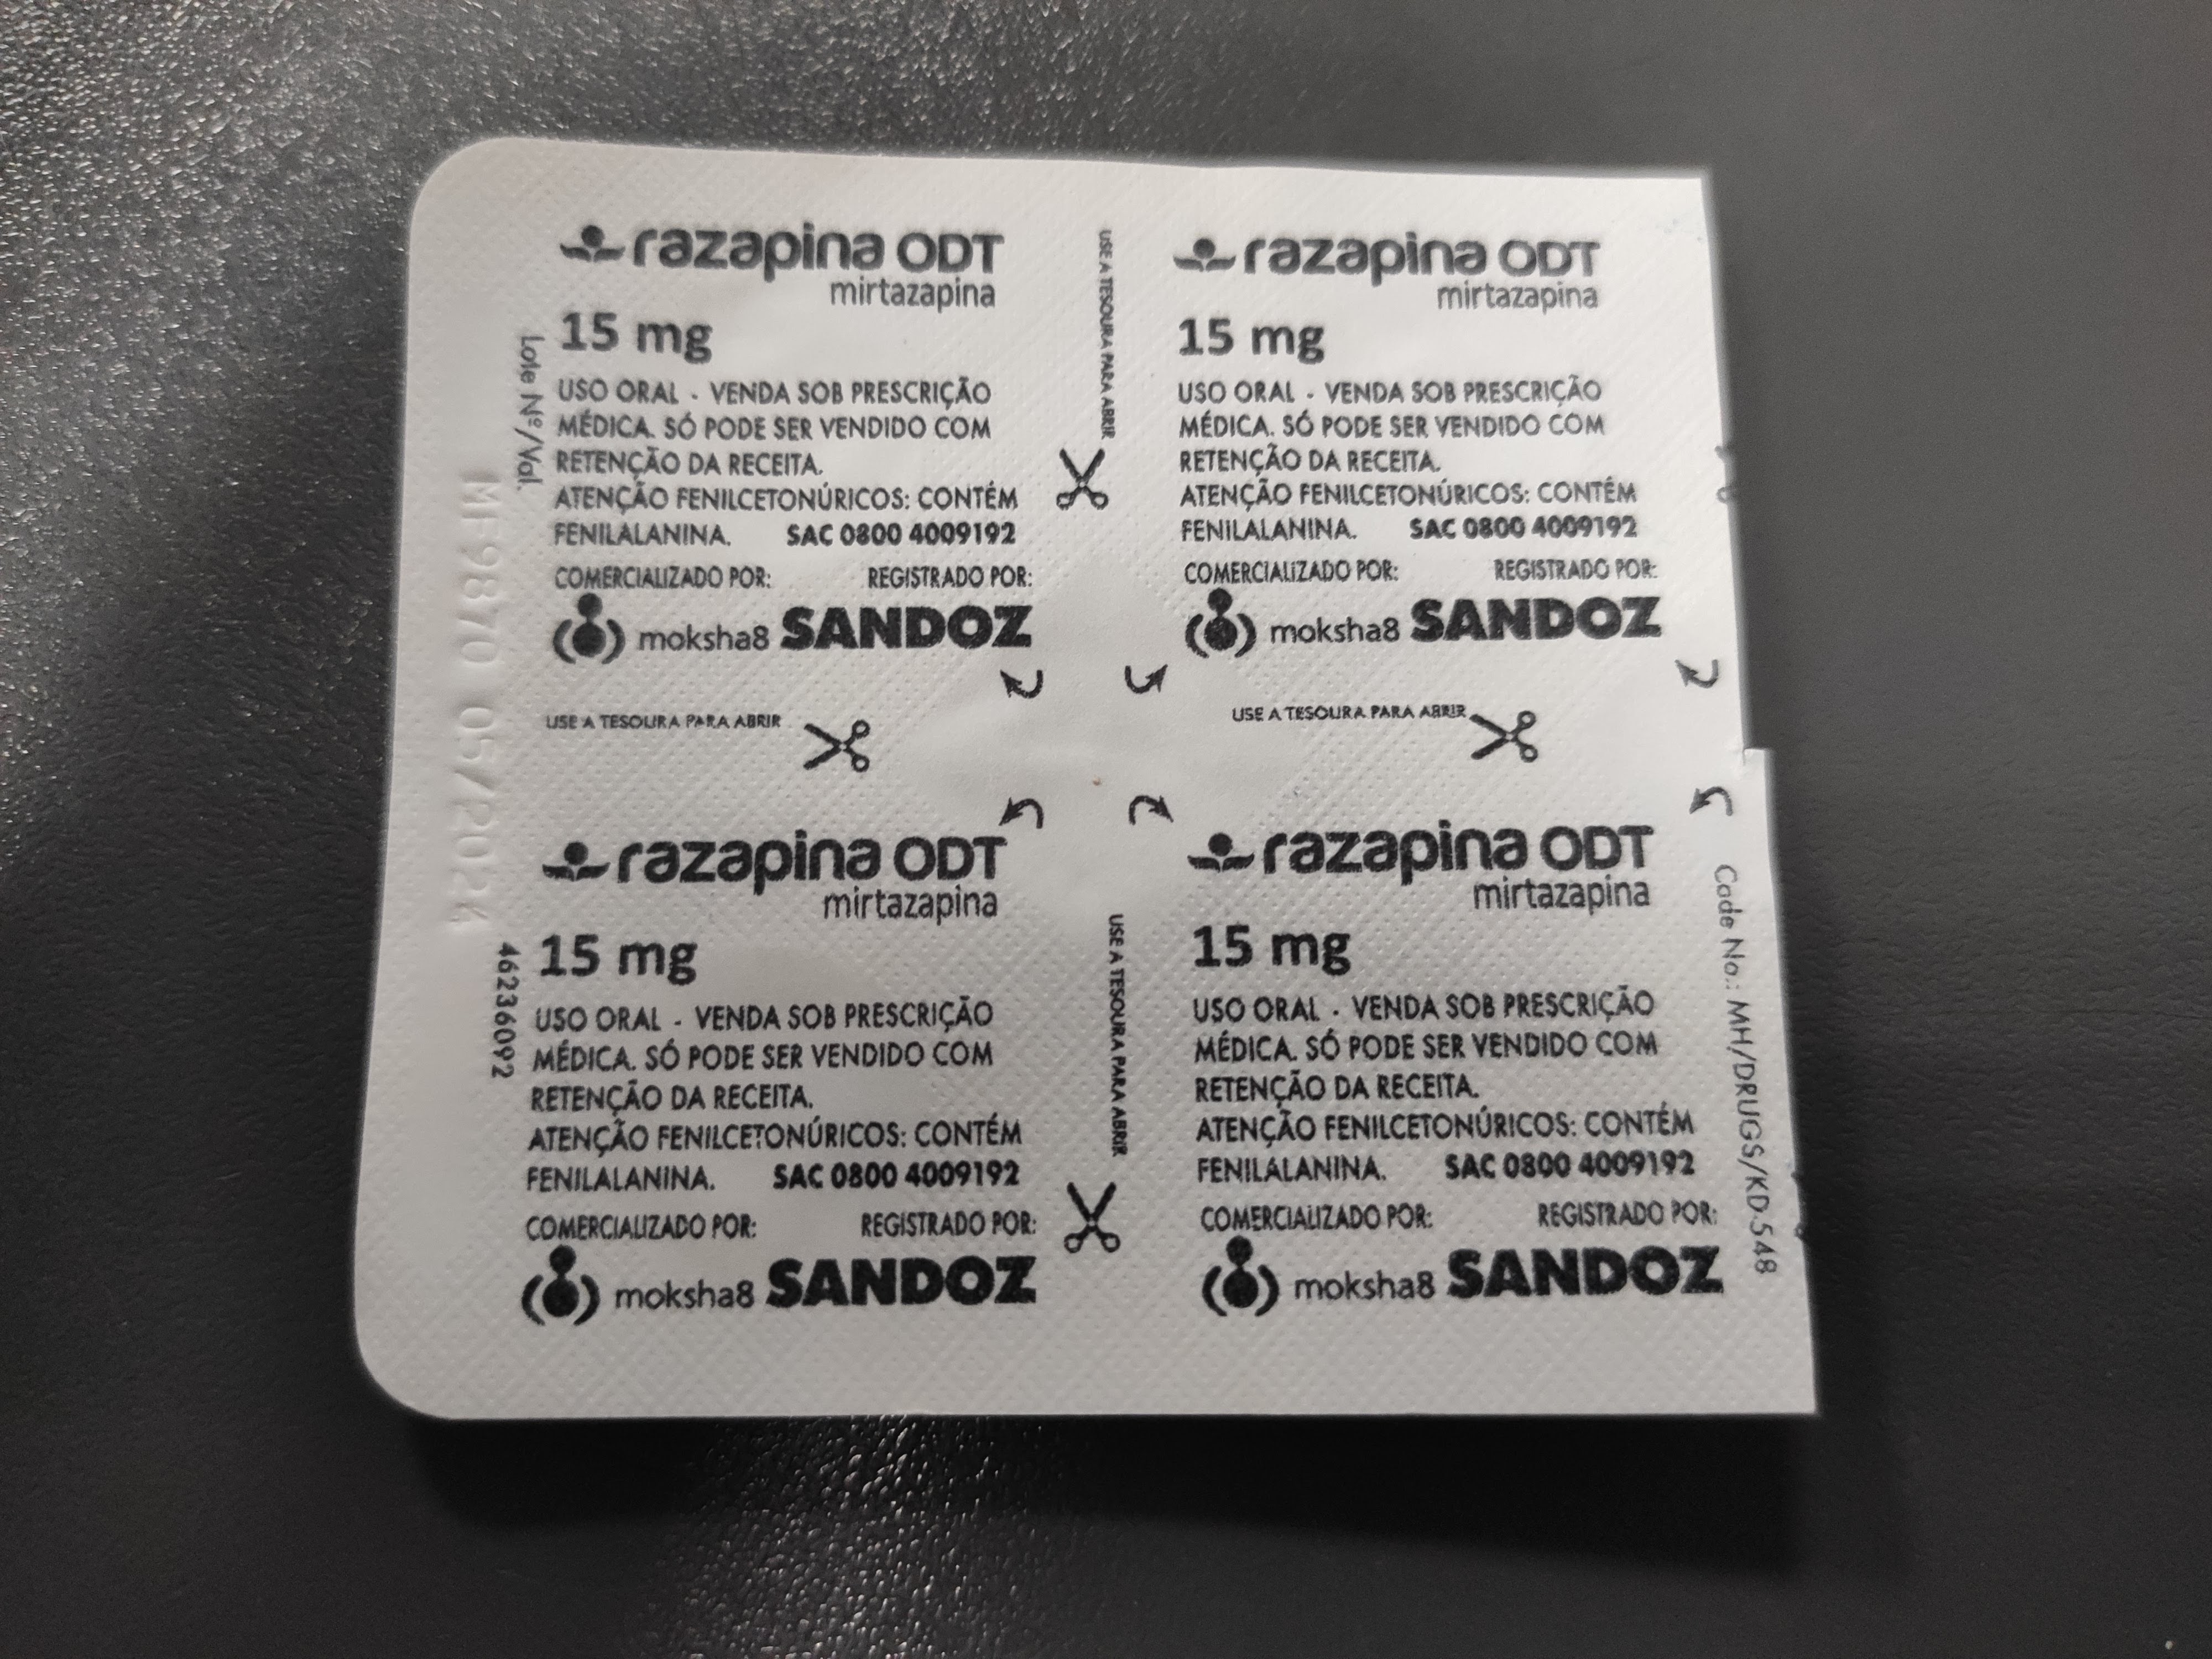 razapina ODT
mirtazapina
15 mg
USO ORAL - VENDA SOB PRESCRIÇÃO
MÉDICA. SÓ PODE SER VENDIDO COM
RETENÇÃO DA RECEITA.
ATENÇÃO FENILCETONÚRICOS: CONTÉM
FENILALANINA. SAC 0800 4009192
COMERCIALIZADO POR: REGISTRADO POR:
moksha8 SANDOZ
USE A TESOURA PARA ABRIR
razapina ODT
mirtazapina
15 mg
USO ORAL - VENDA SOB PRESCRIÇÃO
MÉDICA. SÓ PODE SER VENDIDO COM
RETENÇÃO DA RECEITA.
ATENÇÃO FENILCETONÚRICOS: CONTÉM
FENILALANINA. SAC 0800 4009192
COMERCIALIZADO POR: REGISTRADO POR:
moksha8 SANDOZ
Lote Nº/Val.
MF9870 05/2024
USE A TESOURA PARA ABRIR
USE A TESOURA PARA ABRIR
razapina ODT
mirtazapina
15 mg
USO ORAL - VENDA SOB PRESCRIÇÃO
MÉDICA. SÓ PODE SER VENDIDO COM
RETENÇÃO DA RECEITA.
ATENÇÃO FENILCETONÚRICOS: CONTÉM
FENILALANINA. SAC 0800 4009192
COMERCIALIZADO POR: REGISTRADO POR:
moksha8 SANDOZ
46236092
USE A TESOURA PARA ABRIR
razapina ODT
mirtazapina
15 mg
USO ORAL - VENDA SOB PRESCRIÇÃO
MÉDICA. SÓ PODE SER VENDIDO COM
RETENÇÃO DA RECEITA.
ATENÇÃO FENILCETONÚRICOS: CONTÉM
FENILALANINA. SAC 0800 4009192
COMERCIALIZADO POR: REGISTRADO POR:
moksha8 SANDOZ
Code No.: MH/DRUGS/KD-548